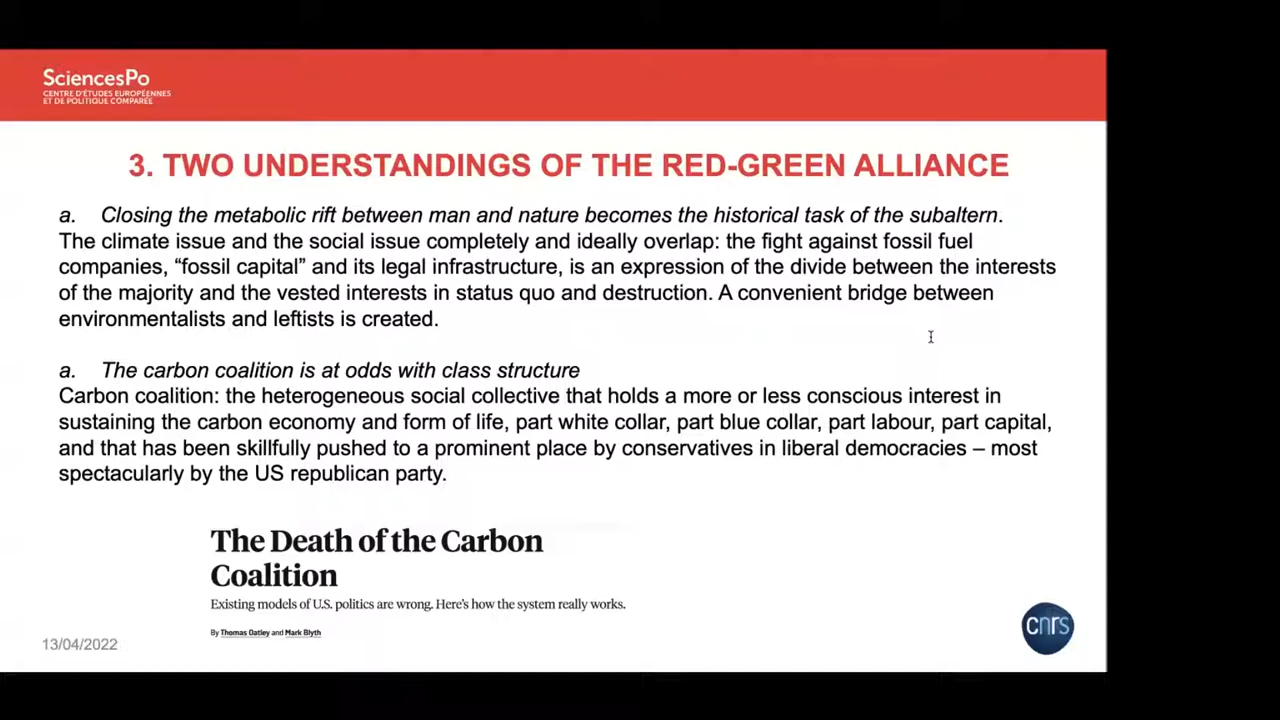 SciencesPo
CENTRE D'ÉTUDES EUROPÉENNES
ET DE POLITIQUE COMPARÉE
3. TWO UNDERSTANDINGS OF THE RED-GREEN ALLIANCE
a. Closing the metabolic rift between man and nature becomes the historical task of the subaltern.
The climate issue and the social issue completely and ideally overlap: the fight against fossil fuel
companies, “fossil capital” and its legal infrastructure, is an expression of the divide between the interests
of the majority and the vested interests in status quo and destruction. A convenient bridge between
environmentalists and leftists is created.
a. The carbon coalition is at odds with class structure
Carbon coalition: the heterogeneous social collective that holds a more or less conscious interest in
sustaining the carbon economy and form of life, part white collar, part blue collar, part labour, part capital,
and that has been skillfully pushed to a prominent place by conservatives in liberal democracies – most
spectacularly by the US republican party.
The Death of the Carbon
Coalition
Existing models of U.S. politics are wrong. Here’s how the system really works.
By Thomas Oatley and Mark Blyth
13/04/2022
cnrs